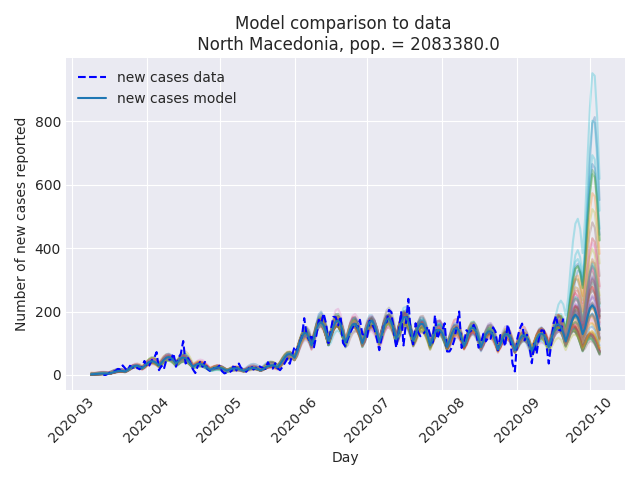 Model comparison to data
North Macedonia, pop. = 2083380.0
new cases data
new cases model
Number of new cases reported
800
600
400
200
0
2020-03
2020-04
2020-05
2020-06
2020-07
2020-08
2020-09
2020-10
Day